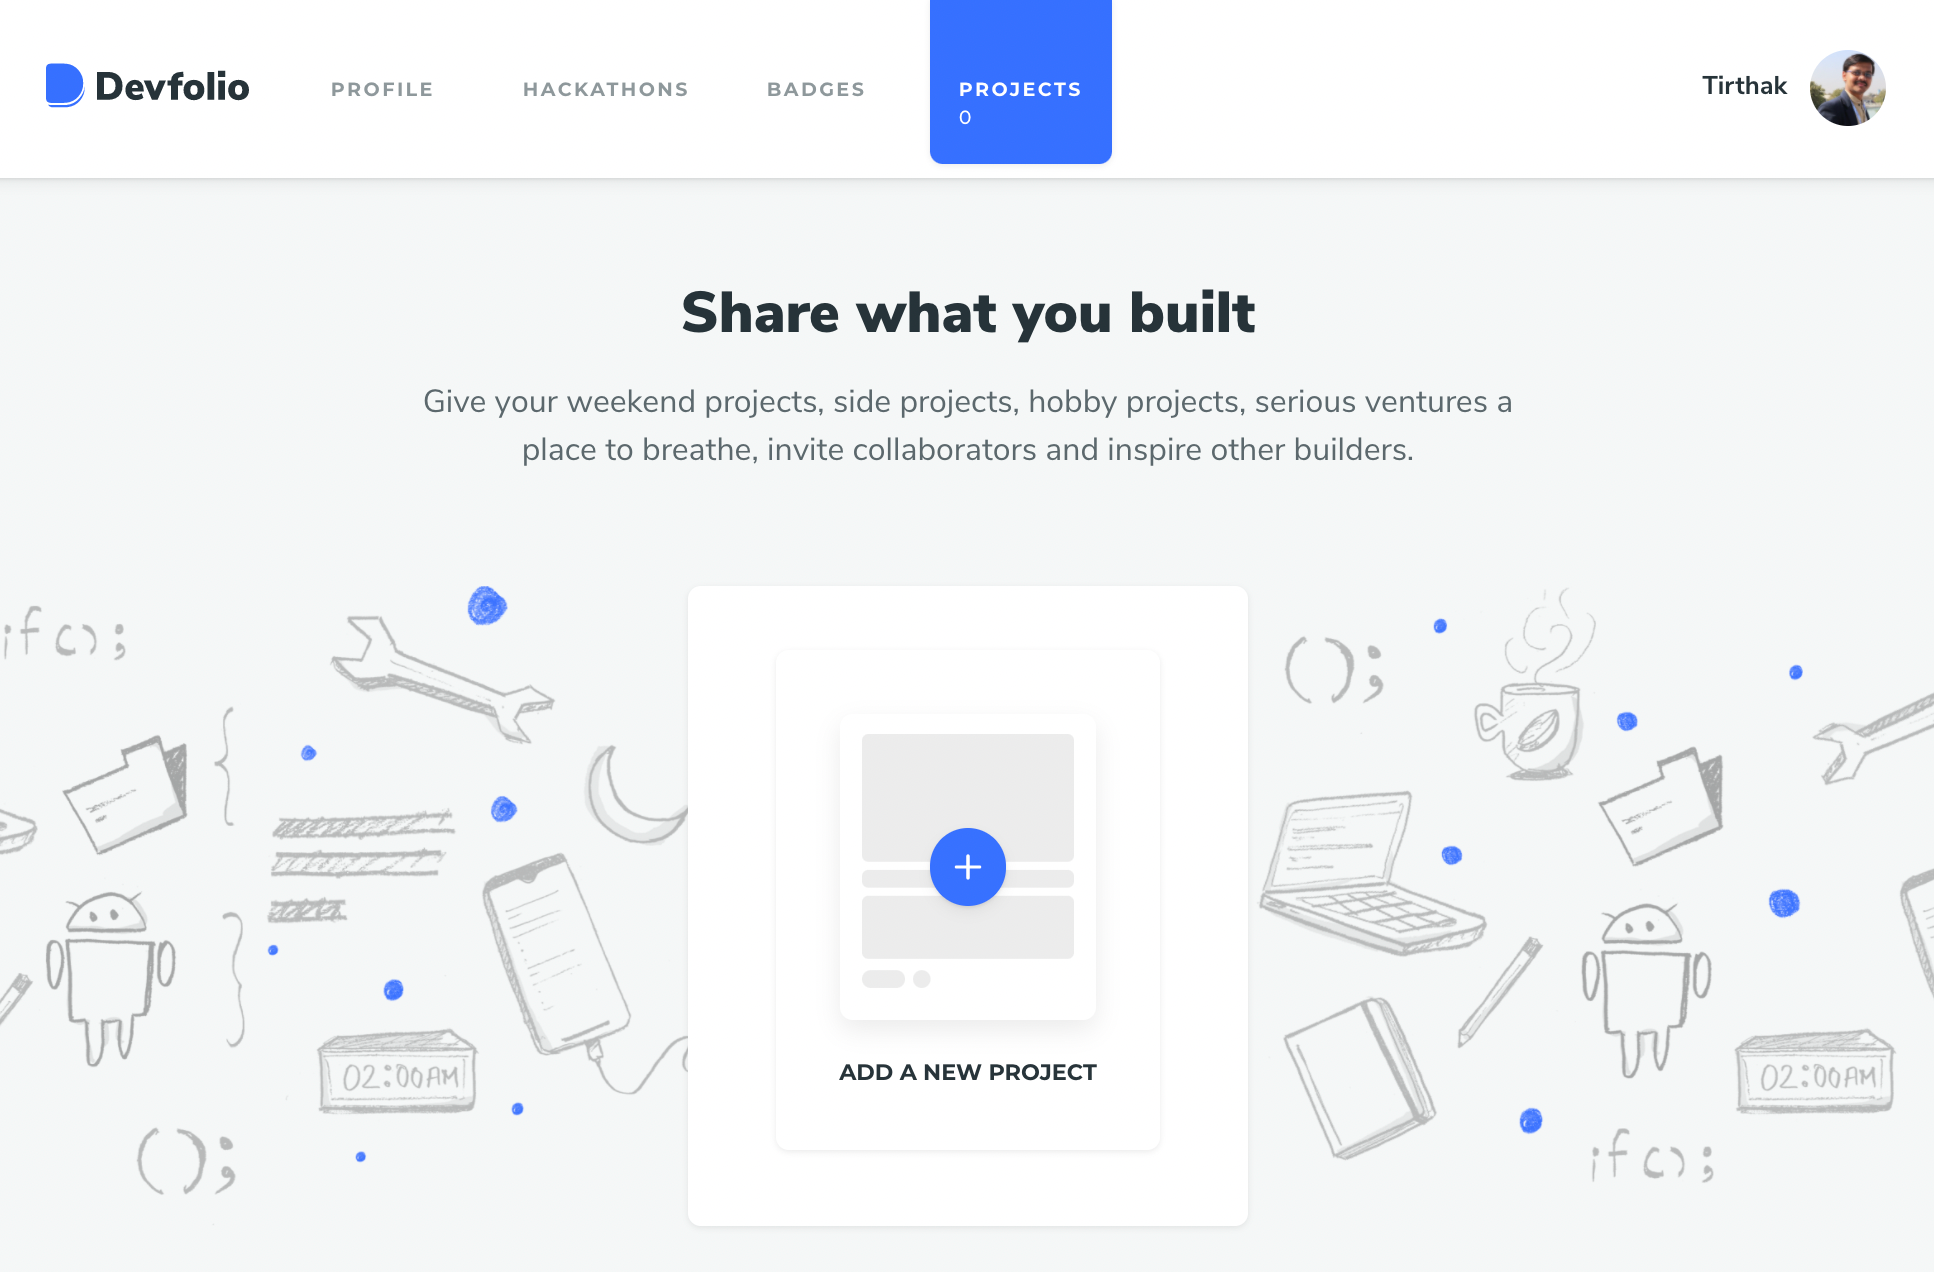 Devfolio
PROFILE
HACKATHONS
BADGES
PROJECTS
0
Tirthak
Share what you built
Give your weekend projects, side projects, hobby projects, serious ventures a
place to breathe, invite collaborators and inspire other builders.
if();
();
02:00AM
();
ADD A NEW PROJECT
();
02:00AM
if();